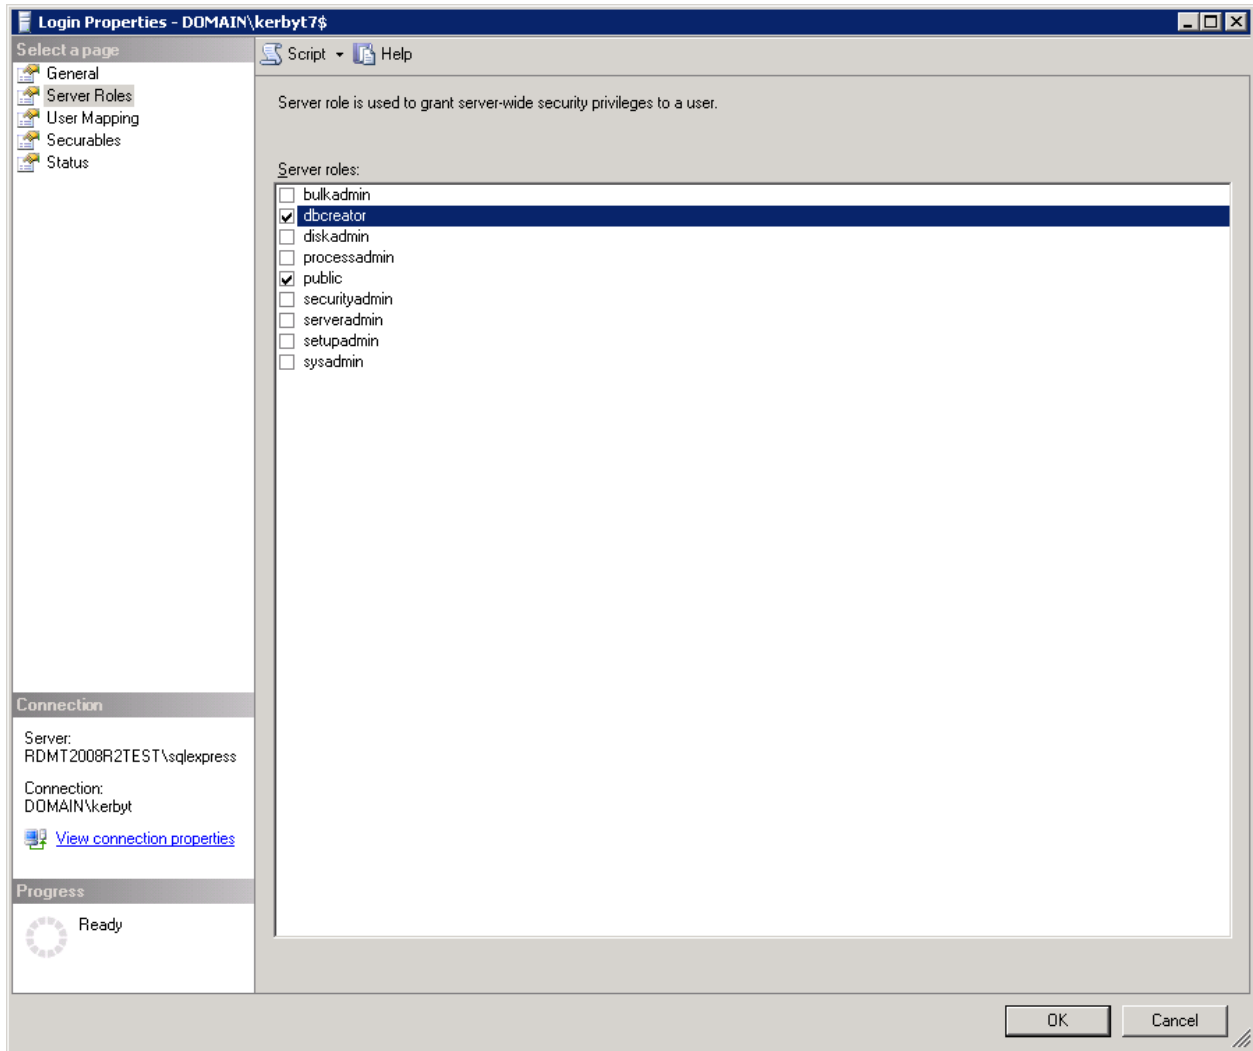 Login Properties - DOMAIN\kerbyt7$
Select a page
General
Server Roles
User Mapping
Securables
Status
Script Help
Server role is used to grant server-wide security privileges to a user.
Server roles:
bulkadmin
dbcreator
diskadmin
processadmin
public
securityadmin
serveradmin
setupadmin
sysadmin
Connection
Server:
RDMT2008R2TEST\sqlexpress
Connection:
DOMAIN\kerbyt
View connection properties
Progress
Ready
OK Cancel